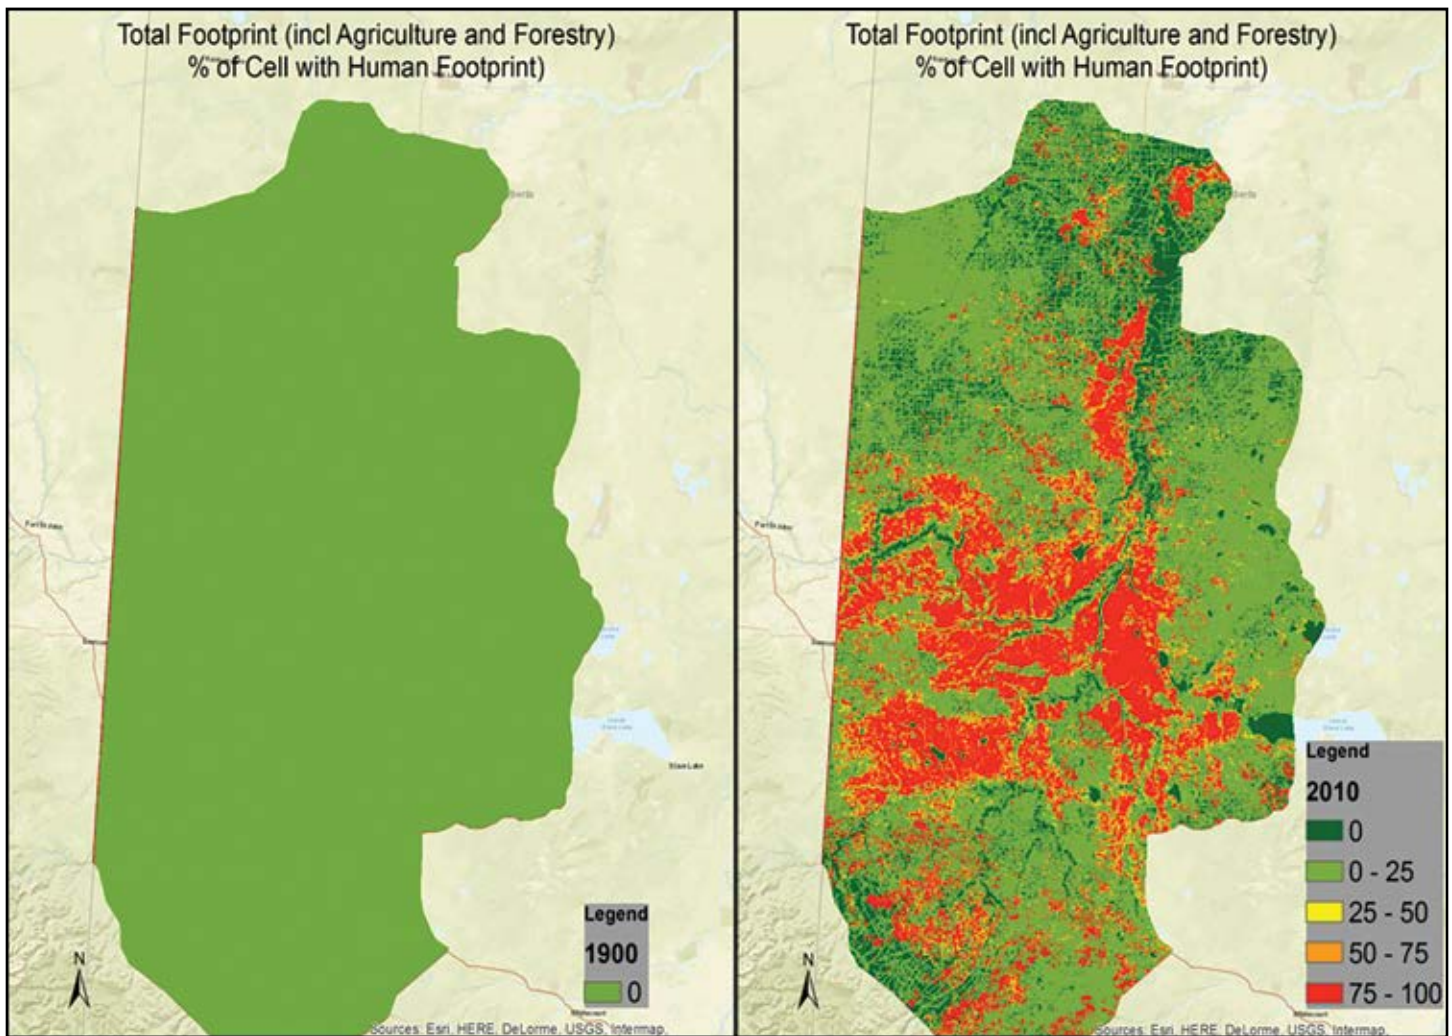 Total Footprint (incl Agriculture and Forestry)
% of Cell with Human Footprint)
Slave Lake
Legend
1900
0
N
Sources: Esri, HERE, DeLorme, USGS, Intermap,
Total Footprint (incl Agriculture and Forestry)
% of Cell with Human Footprint)
Legend
2010
0
0 - 25
25 - 50
50 - 75
75 - 100
N
Sources: Esri, HERE, DeLorme, USGS, Intermap,